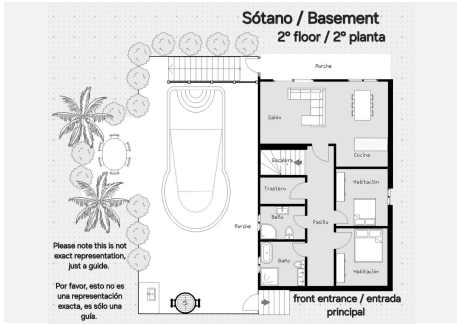 Sótano / Basement
2º floor / 2º planta
Porche
Salón
Cocina
Escalera
Trastero
Habitación
Baño
Pasillo
Porche
Baño
Habitación
Please note this is not
exact representation,
just a guide.
Por favor, esto no es
una representación
exacta, es sólo una
guía.
front entrance / entrada
principal